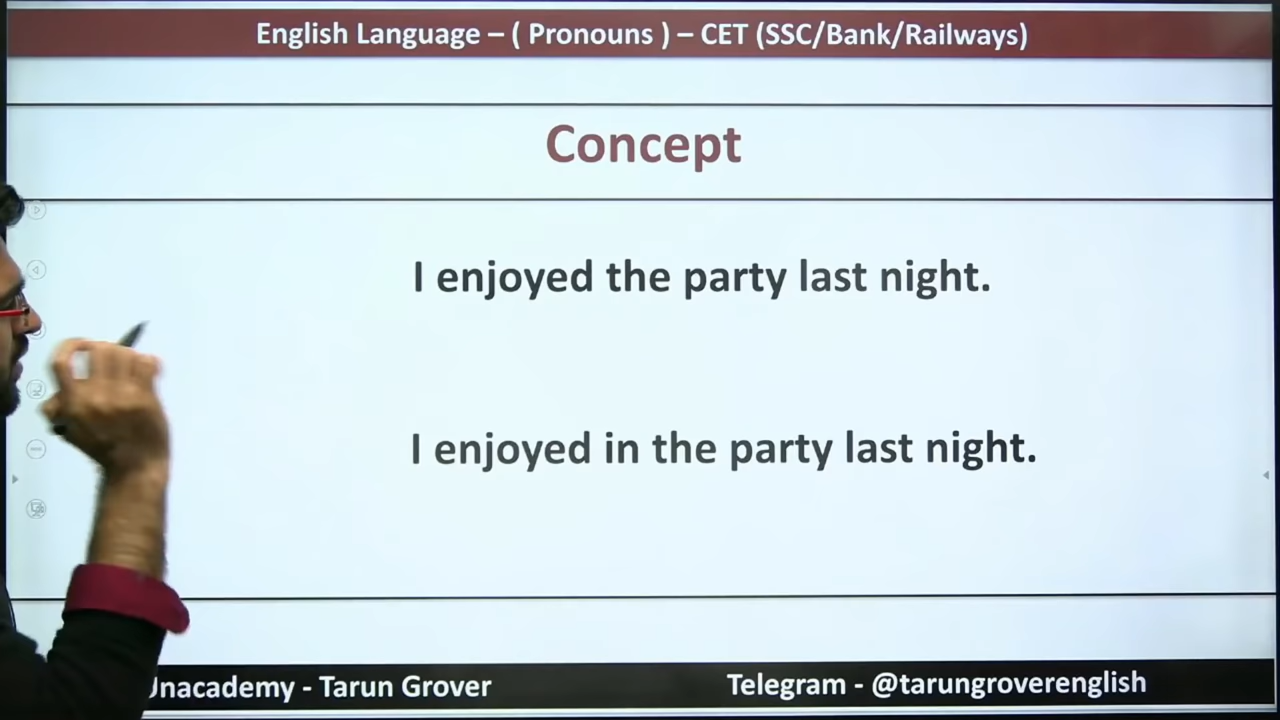 English Language – ( Pronouns ) – CET (SSC/Bank/Railways)
Concept
I enjoyed the party last night.
I enjoyed in the party last night.
Unacademy - Tarun Grover
Telegram - @tarungroverenglish